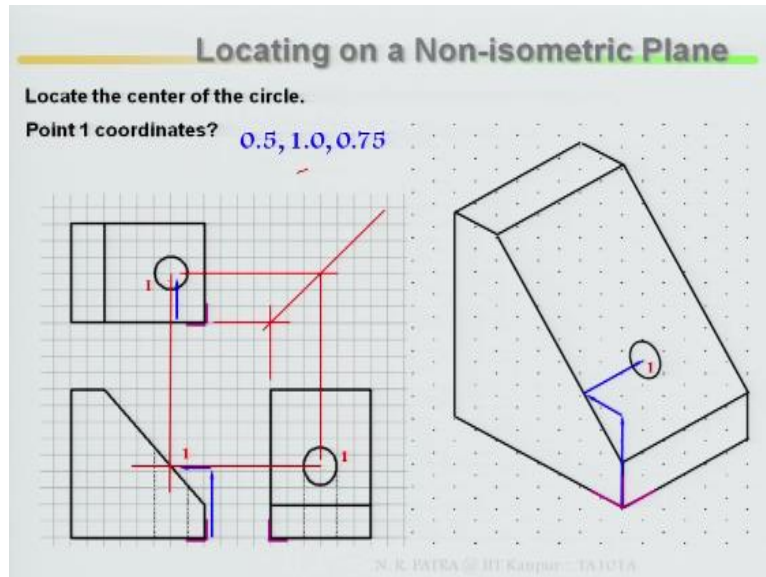 Locating on a Non-isometric Plane
Locate the center of the circle.
Point 1 coordinates? 0.5, 1.0, 0.75
1
1
1
1
N. R. PATRA @ IIT Kanpur : TA101A